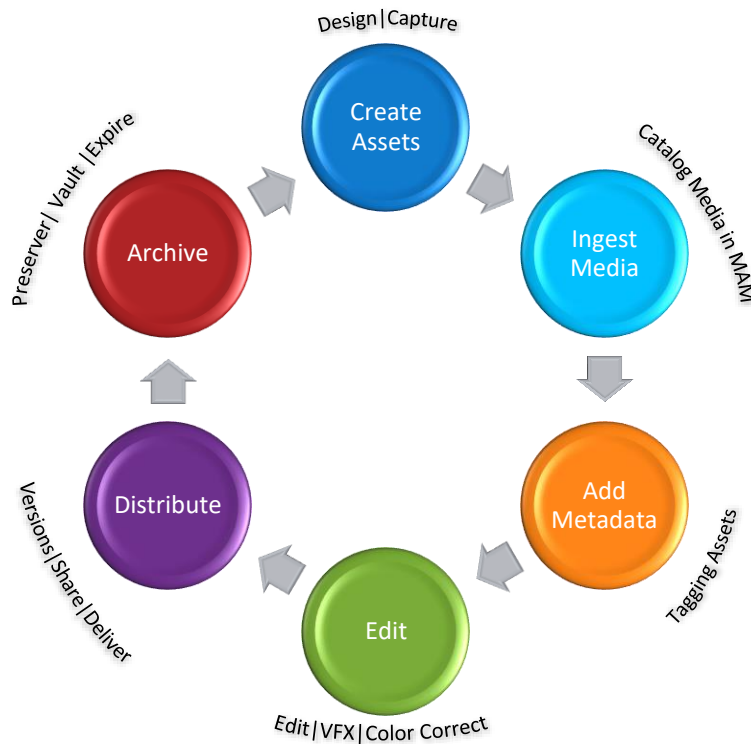 Design|Capture
Create
Assets
Catalog Media in MAM
Ingest
Media
Add
Metadata
Tagging Assets
Edit
Edit|VFX|Color Correct
Distribute
Versions|Share|Deliver
Archive
Preserver| Vault |Expire